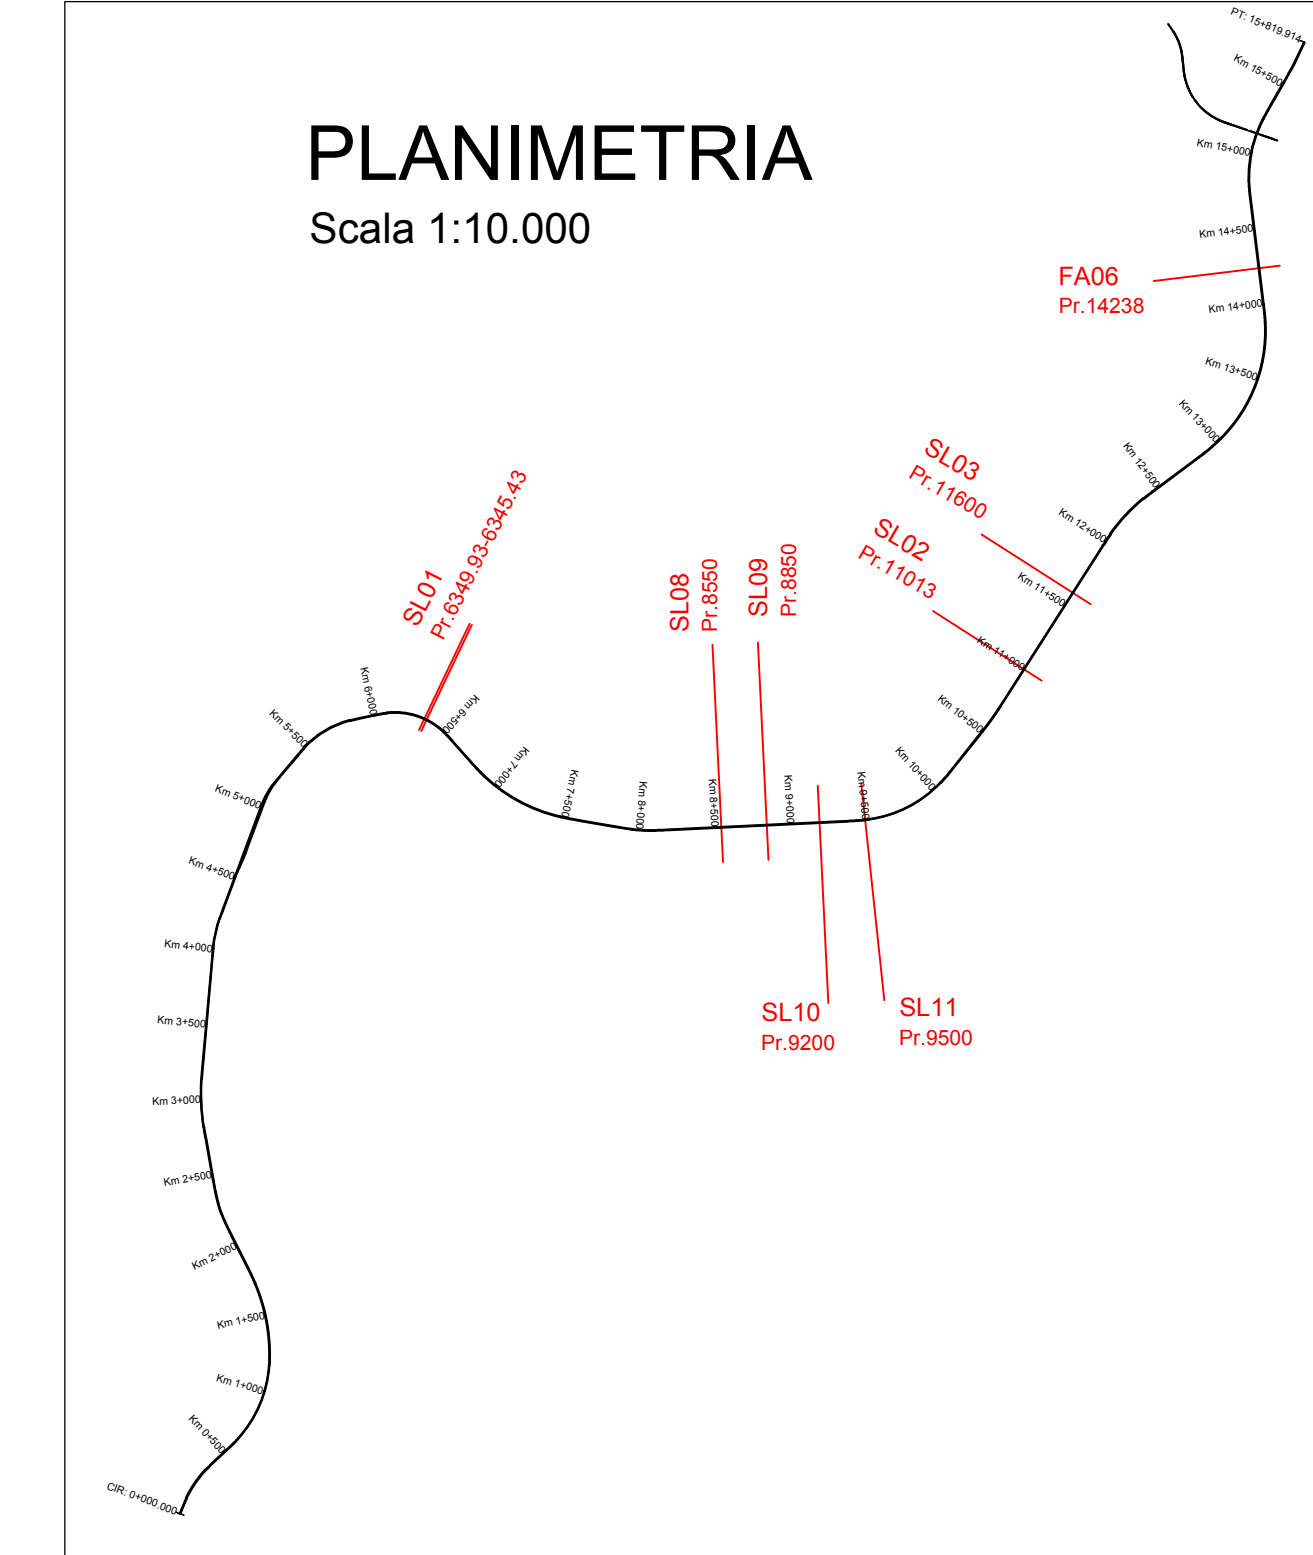 PT: 15+819.914
Km 15+500
PLANIMETRIA
Scala 1:10.000
Km 15+000
Km 14+500
FA06
Pr.14238
Km 14+000
Km 13+500
Km 13+000
Km 12+500
SL03
Pr.11600
Km 12+000
SL02
Pr.11013
Km 11+500
Km 11+000
SL01
Pr.6349.93-6345.43
SL08
Pr.8550
SL09
Pr.8850
Km 10+500
Km 10+000
Km 9+500
Km 9+000
Km 8+500
Km 8+000
Km 7+500
Km 7+000
Km 6+500
Km 6+000
Km 5+500
Km 5+000
Km 4+500
Km 4+000
SL10
Pr.9200
SL11
Pr.9500
Km 3+500
Km 3+000
Km 2+500
Km 2+000
Km 1+500
Km 1+000
Km 0+500
CIR: 0+000.000